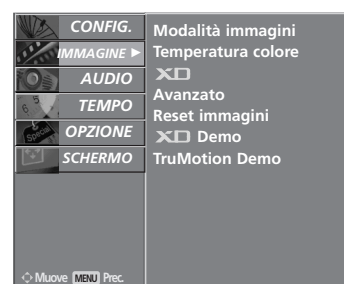 CONFIG.
IMMAGINE ►
AUDIO
TEMPO
OPZIONE
SCHERMO
Modalità immagini
Temperatura colore
XD
Avanzato
Reset immagini
XD Demo
TruMotion Demo
Muove MENU Prec.